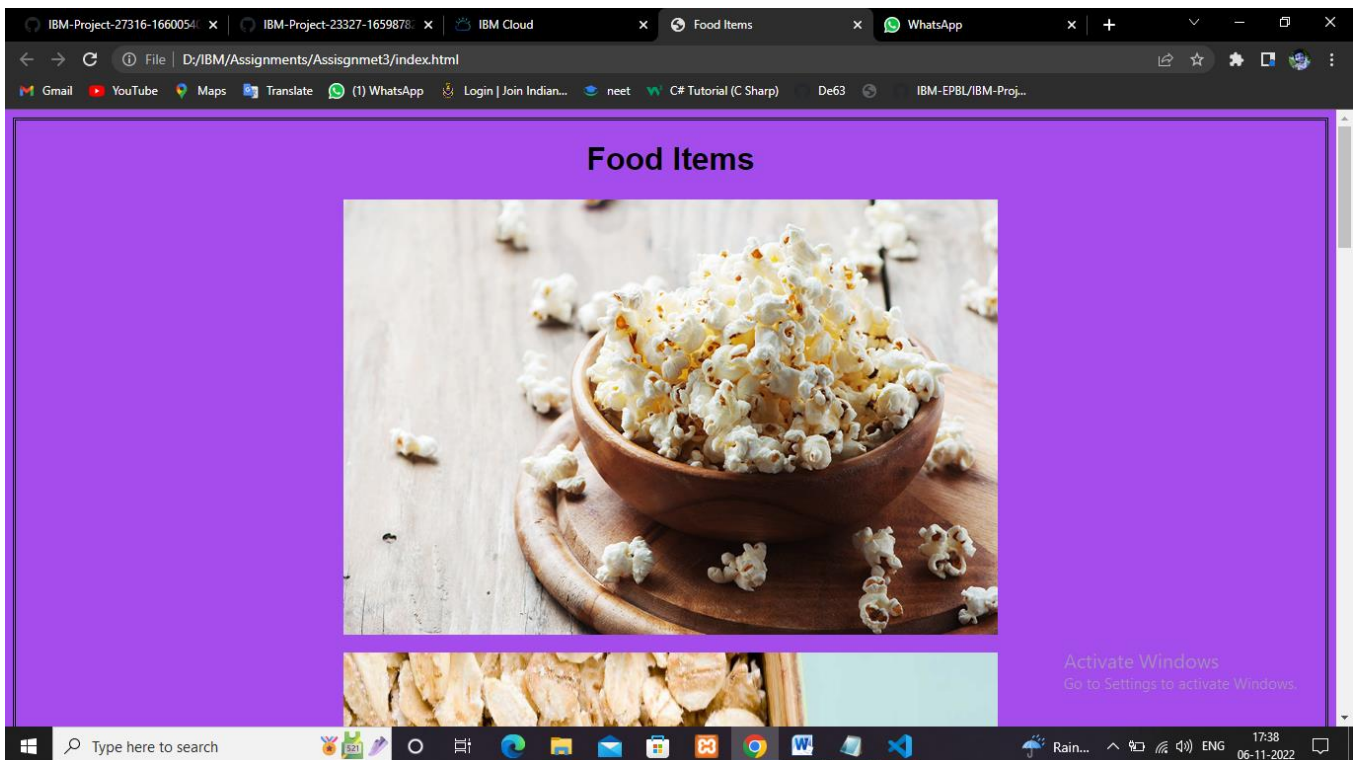 IBM-Project-27316-1660054
IBM-Project-23327-1659878
IBM Cloud
Food Items
WhatsApp
File
D:/IBM/Assignments/Assisgnmet3/index.html
Gmail
YouTube
Maps
Translate
(1) WhatsApp
Login | Join Indian...
neet
C# Tutorial (C Sharp)
De63
IBM-EPBL/IBM-Proj...
Food Items
Activate Windows
Go to Settings to activate Windows.
Type here to search
Rain...
ENG
17:38
06-11-2022